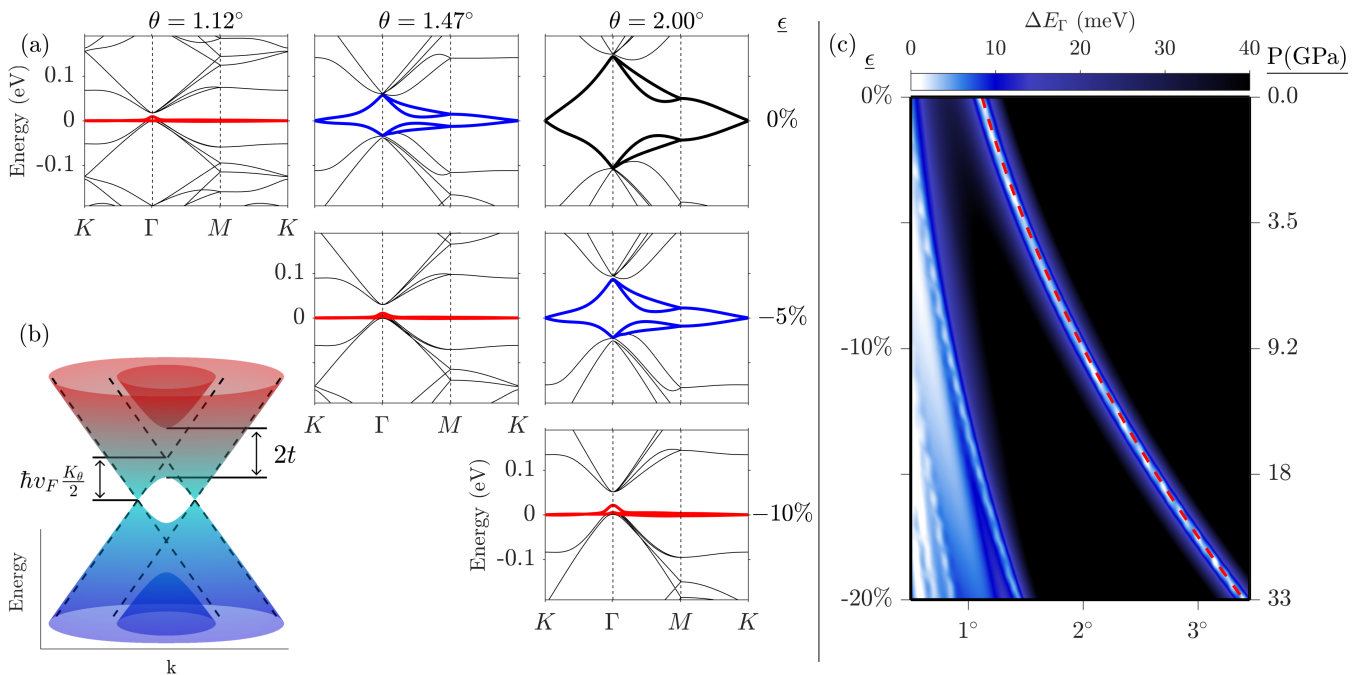 θ = 1.12° θ = 1.47° θ = 2.00° ϵ
(a)
Energy (eV)
0.1
0
-0.1
0%
K Γ M K
0.1
0
−5%
K Γ M K
Energy (eV)
0.1
0
-0.1
−10%
K Γ M K
(b)
ħv_F K_θ/2
2t
Energy
k
(c)
ΔE_Γ (meV)
ϵ 0 10 20 30 40 P(GPa)
0% 0.0
3.5
-10% 9.2
18
-20% 33
1° 2° 3°